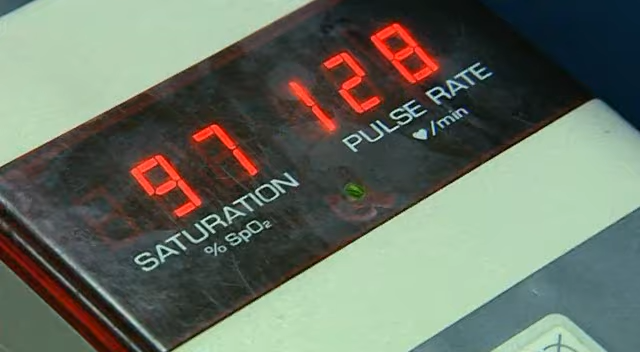 97 128
SATURATION PULSE RATE
% SpO₂ ♥/min